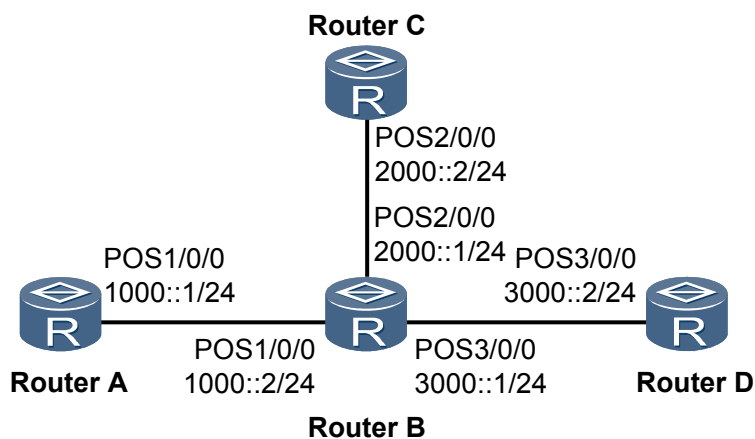 Router C
R
POS2/0/0
2000::2/24
POS2/0/0
2000::1/24
POS1/0/0
1000::1/24
POS3/0/0
3000::2/24
R
R
R
POS1/0/0
1000::2/24
POS3/0/0
3000::1/24
Router A
Router D
Router B